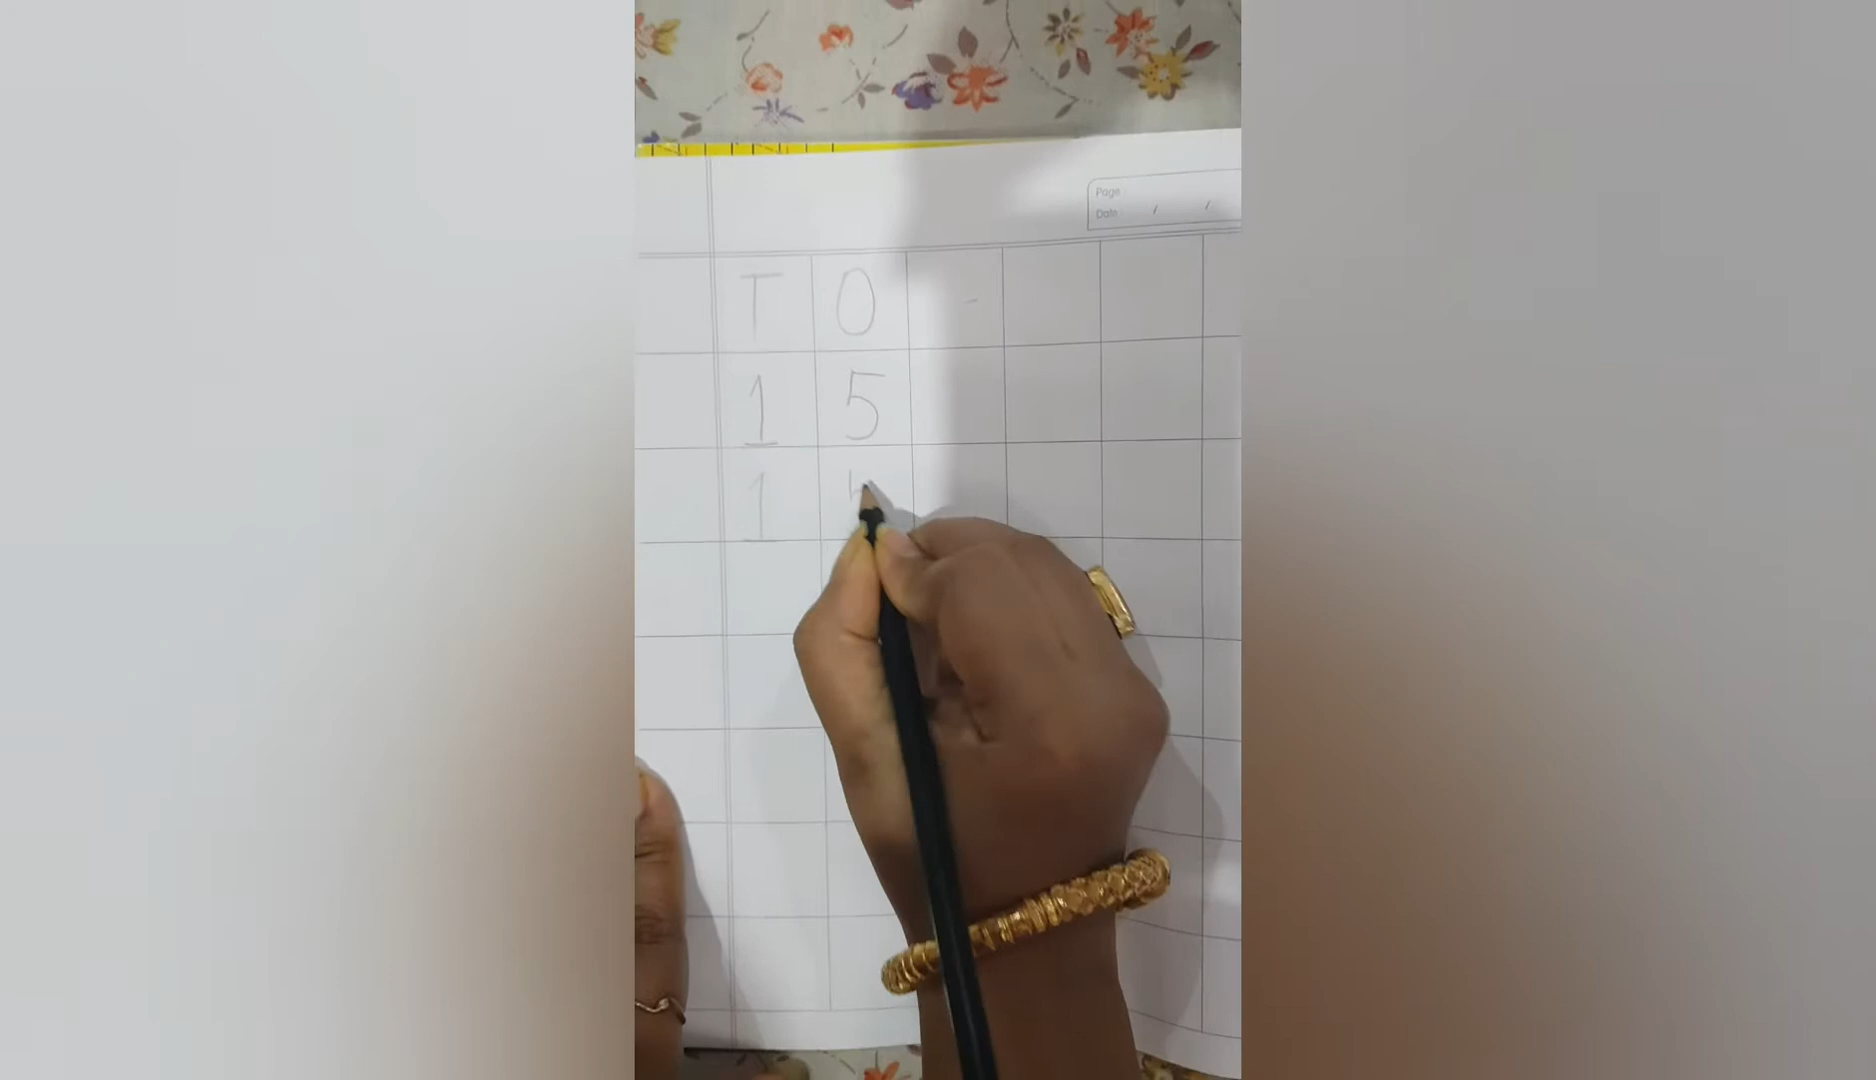 Page :
Date : / /
T O -
1 5
1